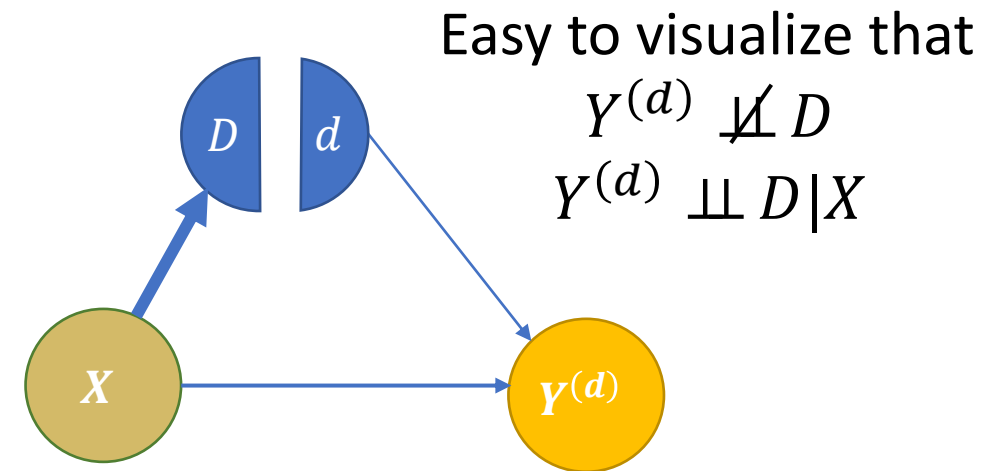 Easy to visualize that
Y^(d) ⫫̸ D
Y^(d) ⫫ D|X
D d
X
Y^(d)